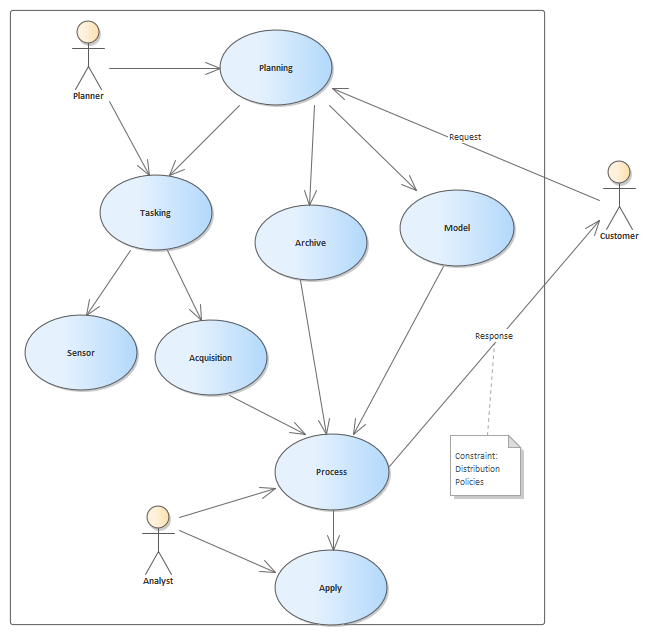 Planner
Planning
Request
Customer
Tasking
Archive
Model
Response
Sensor
Acquisition
Process
Constraint:
Distribution
Policies
Analyst
Apply